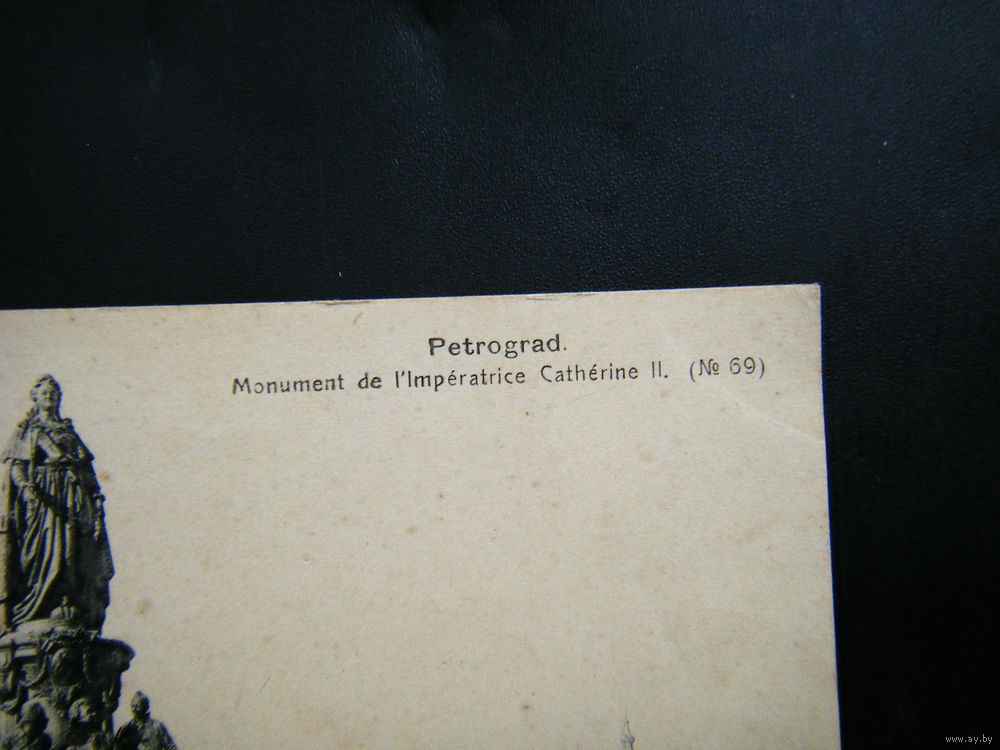 Petrograd.
Monument de l'Impératrice Cathérine II. (№ 69)
www.ay.by